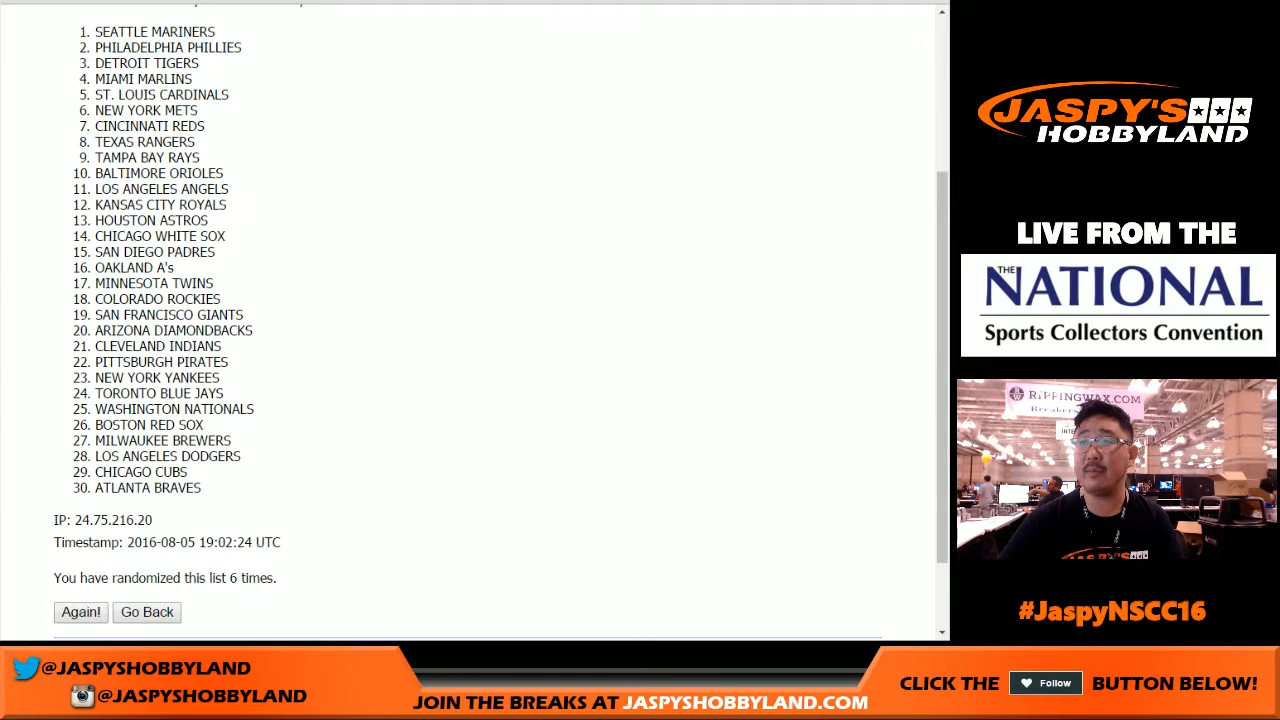 1. SEATTLE MARINERS
2. PHILADELPHIA PHILLIES
3. DETROIT TIGERS
4. MIAMI MARLINS
5. ST. LOUIS CARDINALS
6. NEW YORK METS
7. CINCINNATI REDS
8. TEXAS RANGERS
9. TAMPA BAY RAYS
10. BALTIMORE ORIOLES
11. LOS ANGELES ANGELS
12. KANSAS CITY ROYALS
13. HOUSTON ASTROS
14. CHICAGO WHITE SOX
15. SAN DIEGO PADRES
16. OAKLAND A's
17. MINNESOTA TWINS
18. COLORADO ROCKIES
19. SAN FRANCISCO GIANTS
20. ARIZONA DIAMONDBACKS
21. CLEVELAND INDIANS
22. PITTSBURGH PIRATES
23. NEW YORK YANKEES
24. TORONTO BLUE JAYS
25. WASHINGTON NATIONALS
26. BOSTON RED SOX
27. MILWAUKEE BREWERS
28. LOS ANGELES DODGERS
29. CHICAGO CUBS
30. ATLANTA BRAVES
IP: 24.75.216.20
Timestamp: 2016-08-05 19:02:24 UTC
You have randomized this list 6 times.
Again! Go Back
JASPY'S
HOBBYLAND
LIVE FROM THE
THE NATIONAL
Sports Collectors Convention
RIPPINGWAX.COM
Breakers
#JaspyNSCC16
@JASPYSHOBBYLAND
@JASPYSHOBBYLAND
JOIN THE BREAKS AT JASPYSHOBBYLAND.COM
CLICK THE Follow BUTTON BELOW!